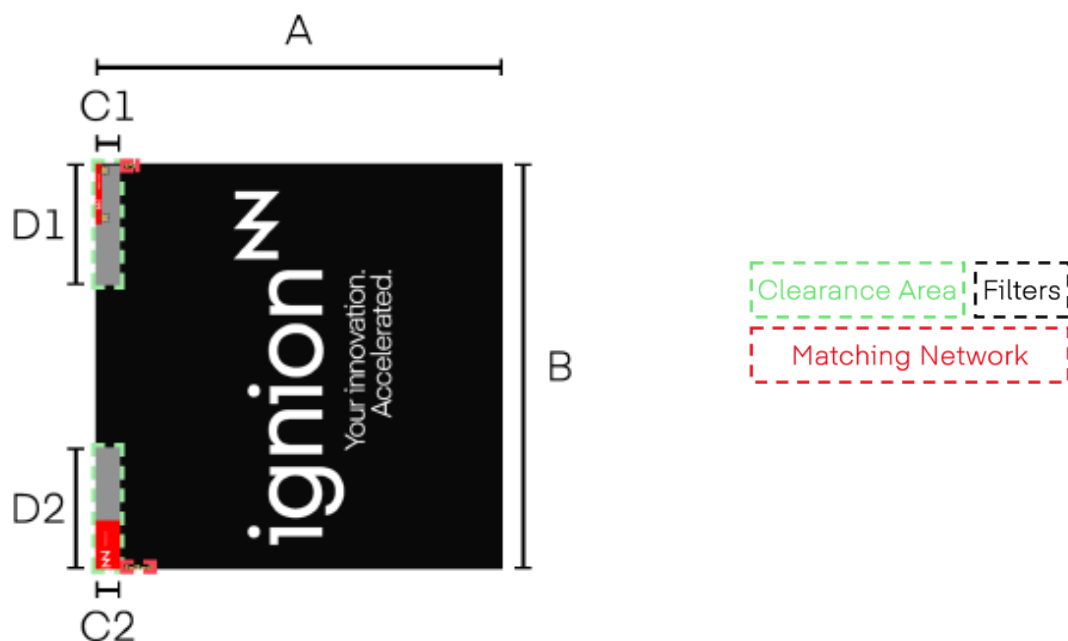 A
C1
D1
ignion
Your innovation.
Accelerated.
B
D2
C2
Clearance Area
Filters
Matching Network